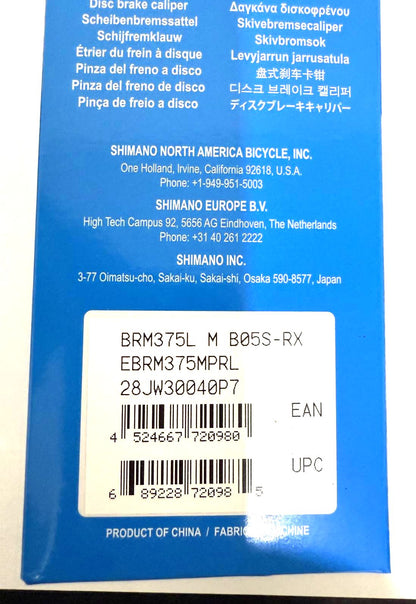 Disc brake caliper
Scheibenbremssattel
Schijfremklauw
Étrier du frein à disque
Pinza del freno a disco
Pinza del freno de disco
Pinça de freio a disco
Δαγκάνα δισκοφρένου
Skivebremsecaliper
Skivbromsok
Levyjarrun jarrusatula
盘式刹车卡钳
디스크 브레이크 캘리퍼
ディスクブレーキキャリパー
SHIMANO NORTH AMERICA BICYCLE, INC.
One Holland, Irvine, California 92618, U.S.A.
Phone: +1-949-951-5003
SHIMANO EUROPE B.V.
High Tech Campus 92, 5656 AG Eindhoven, The Netherlands
Phone: +31 40 261 2222
SHIMANO INC.
3-77 Oimatsu-cho, Sakai-ku, Sakai-shi, Osaka 590-8577, Japan
BRM375L M B05S-RX
EBRM375MPRL
28JW30040P7
EAN
4 524667 720980
UPC
6 89228 72098 5
PRODUCT OF CHINA /